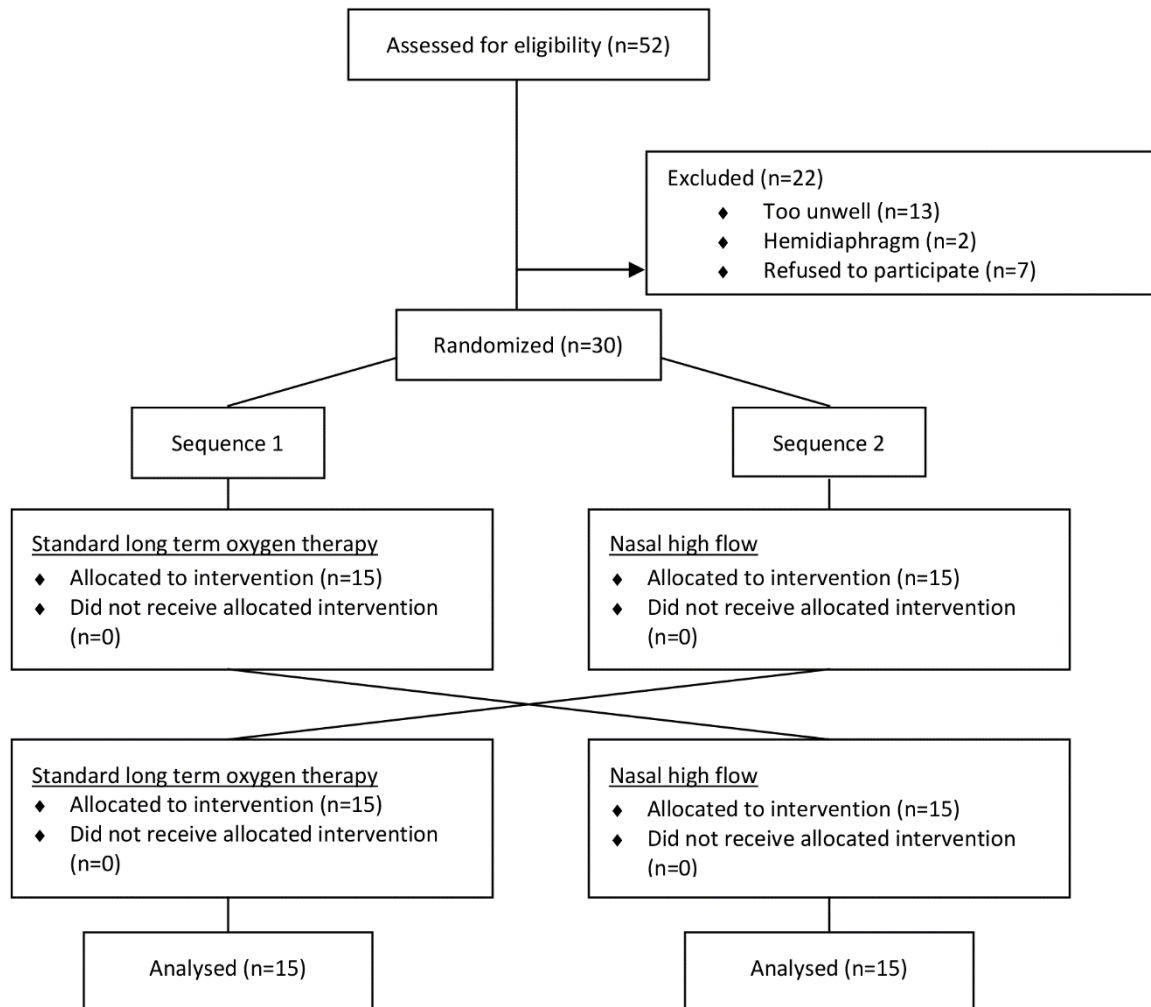 Assessed for eligibility (n=52)
Excluded (n=22)
♦ Too unwell (n=13)
♦ Hemidiaphragm (n=2)
♦ Refused to participate (n=7)
Randomized (n=30)
Sequence 1
Sequence 2
Standard long term oxygen therapy
♦ Allocated to intervention (n=15)
♦ Did not receive allocated intervention
(n=0)
Nasal high flow
♦ Allocated to intervention (n=15)
♦ Did not receive allocated intervention
(n=0)
Standard long term oxygen therapy
♦ Allocated to intervention (n=15)
♦ Did not receive allocated intervention
(n=0)
Nasal high flow
♦ Allocated to intervention (n=15)
♦ Did not receive allocated intervention
(n=0)
Analysed (n=15)
Analysed (n=15)